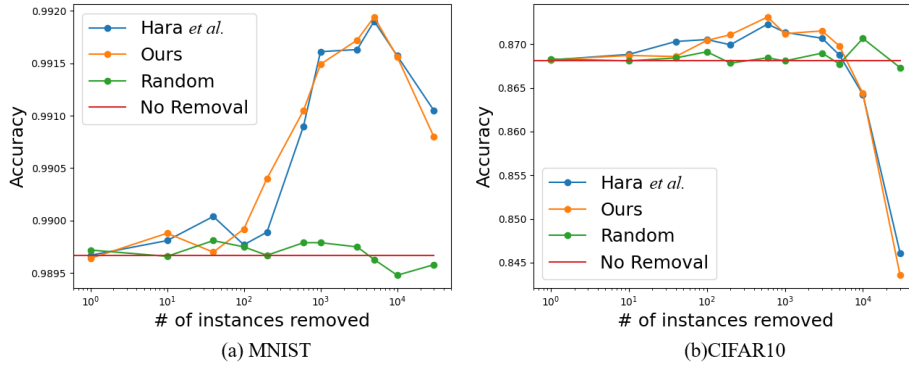 0.9920
0.9915
0.9910
0.9905
0.9900
0.9895
Accuracy
Hara et al.
Ours
Random
No Removal
10^0
10^1
10^2
10^3
10^4
# of instances removed
(a) MNIST
0.870
0.865
0.860
0.855
0.850
0.845
Accuracy
Hara et al.
Ours
Random
No Removal
10^0
10^1
10^2
10^3
10^4
# of instances removed
(b)CIFAR10